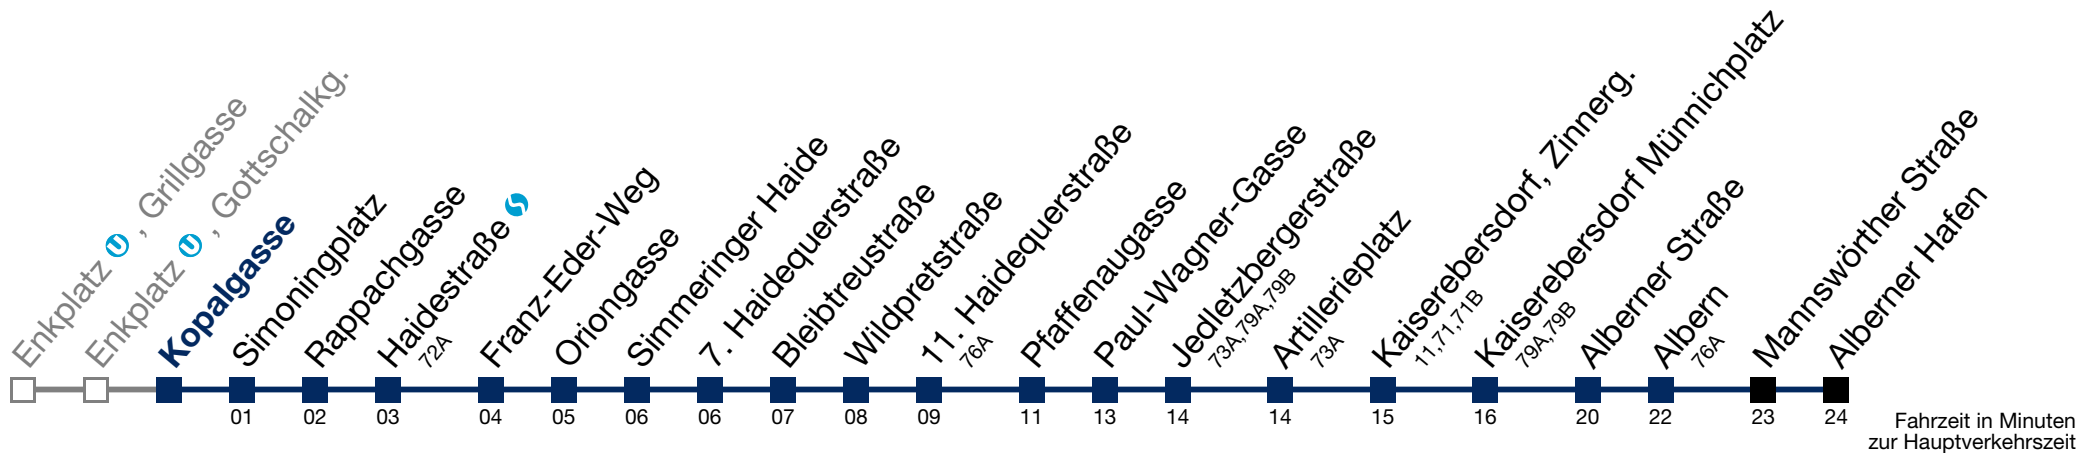 Enkplatz U , Grillgasse
Enkplatz U , Gottschalkg.
Kopalgasse
Simoningplatz
Rappachgasse
Haidestraße S
72A
Franz-Eder-Weg
Oriongasse
Simmeringer Haide
7. Haidequerstraße
Bleibtreustraße
Wildpretstraße
11. Haidequerstraße
76A
Pfaffenaugasse
Paul-Wagner-Gasse
Jedletzbergerstraße
73A,79A,79B
Artillerieplatz
73A
Kaiserebersdorf, Zinnerg.
11,71,71B
Kaiserebersdorf Münnichplatz
79A,79B
Alberner Straße
Albern
76A
Mannswörther Straße
Alberner Hafen
01 02 03 04 05 06 06 07 08 09 11 13 14 14 15 16 20 22 23 24
Fahrzeit in Minuten
zur Hauptverkehrszeit